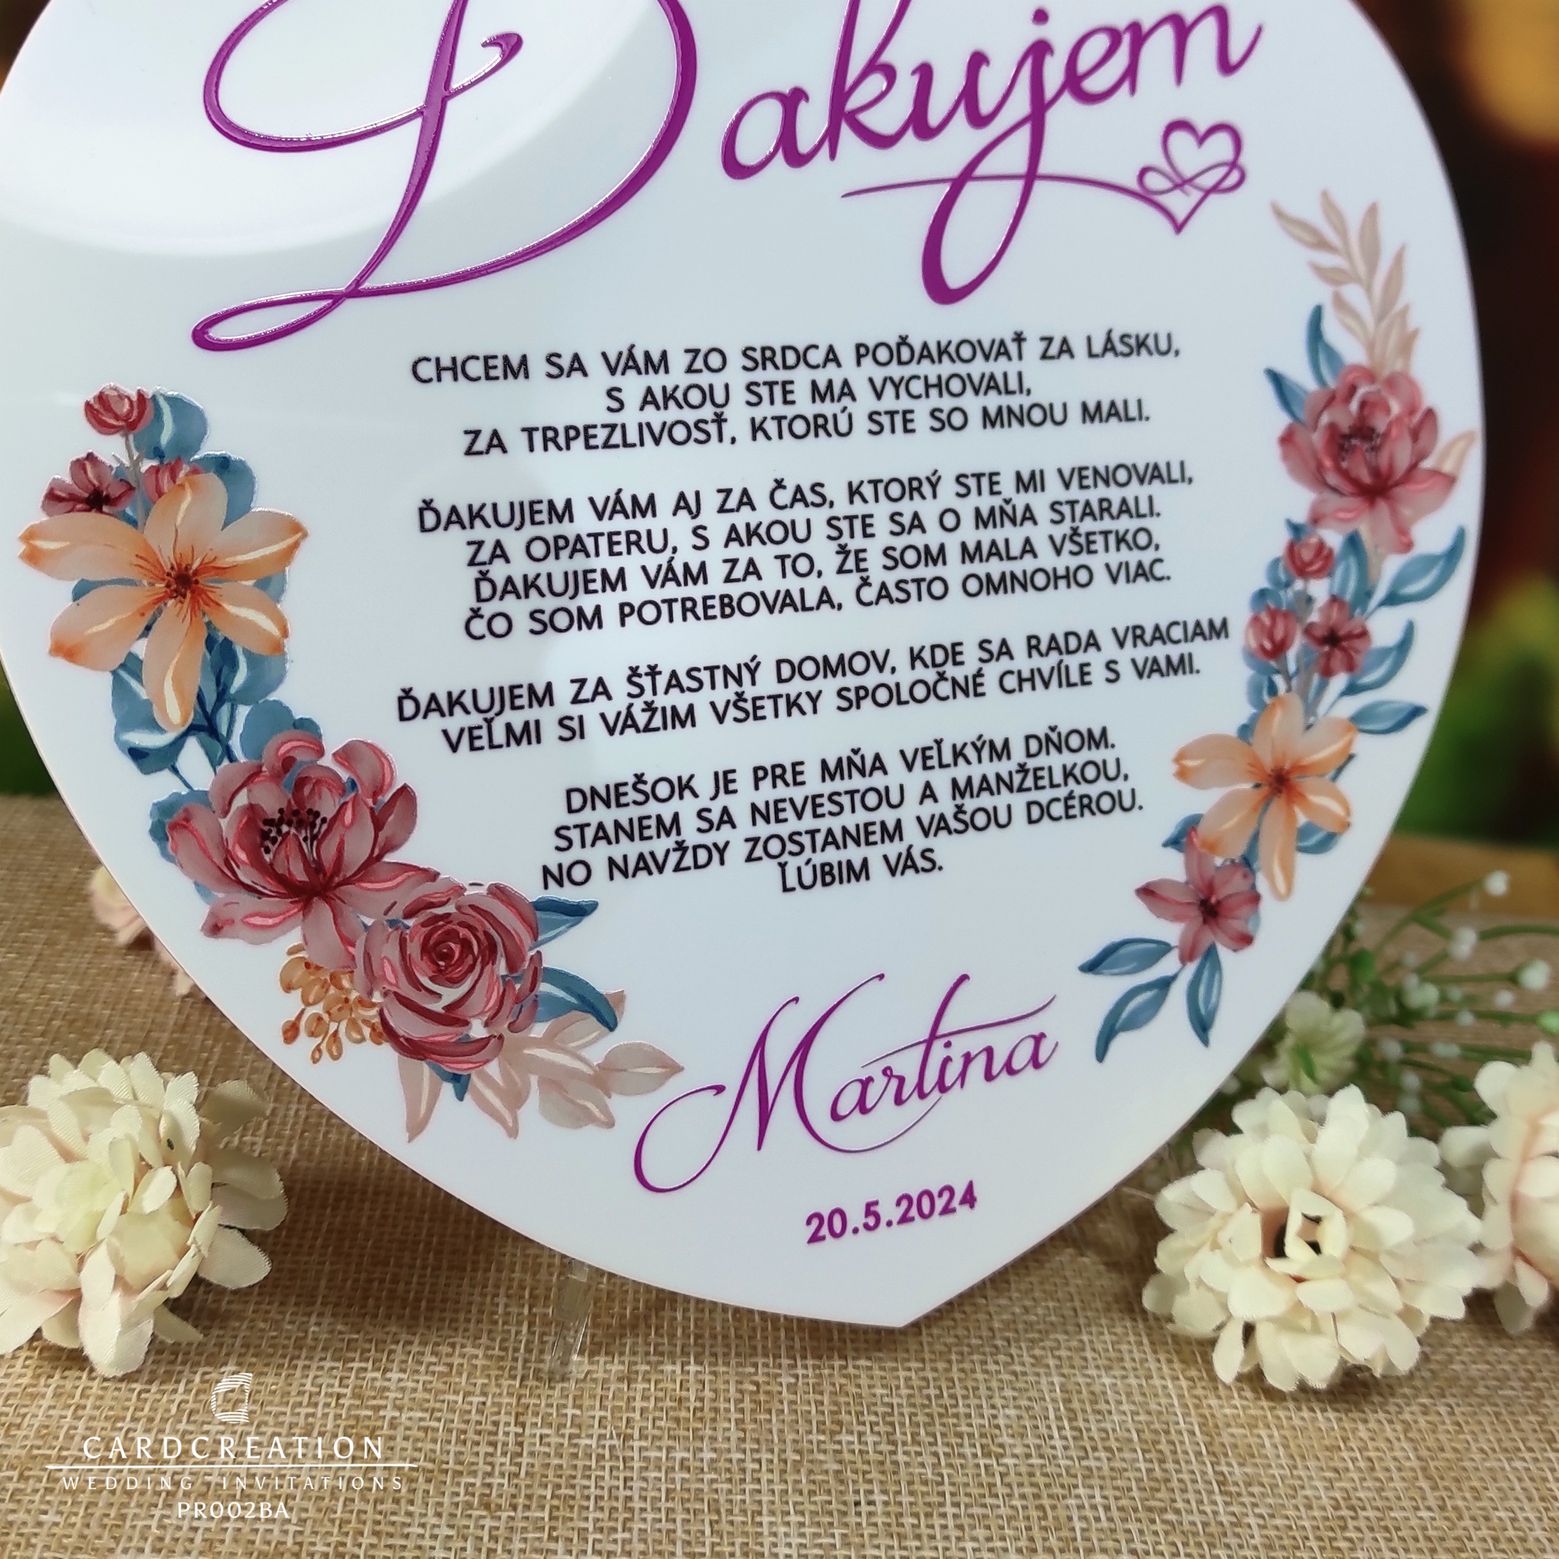 Ďakujem
CHCEM SA VÁM ZO SRDCA POĎAKOVAŤ ZA LÁSKU,
S AKOU STE MA VYCHOVALI,
ZA TRPEZLIVOSŤ, KTORÚ STE SO MNOU MALI.
ĎAKUJEM VÁM AJ ZA ČAS, KTORÝ STE MI VENOVALI,
ZA OPATERU, S AKOU STE SA O MŇA STARALI.
ĎAKUJEM VÁM ZA TO, ŽE SOM MALA VŠETKO,
ČO SOM POTREBOVALA, ČASTO OMNOHO VIAC.
ĎAKUJEM ZA ŠŤASTNÝ DOMOV, KDE SA RADA VRACIAM
VEĽMI SI VÁŽIM VŠETKY SPOLOČNÉ CHVÍLE S VAMI.
DNEŠOK JE PRE MŇA VEĽKÝM DŇOM.
STANEM SA NEVESTOU A MANŽELKOU,
NO NAVŽDY ZOSTANEM VAŠOU DCÉROU.
ĽÚBIM VÁS.
Martina
20.5.2024
CARDCREATION
WEDDING INVITATIONS
PR002BA